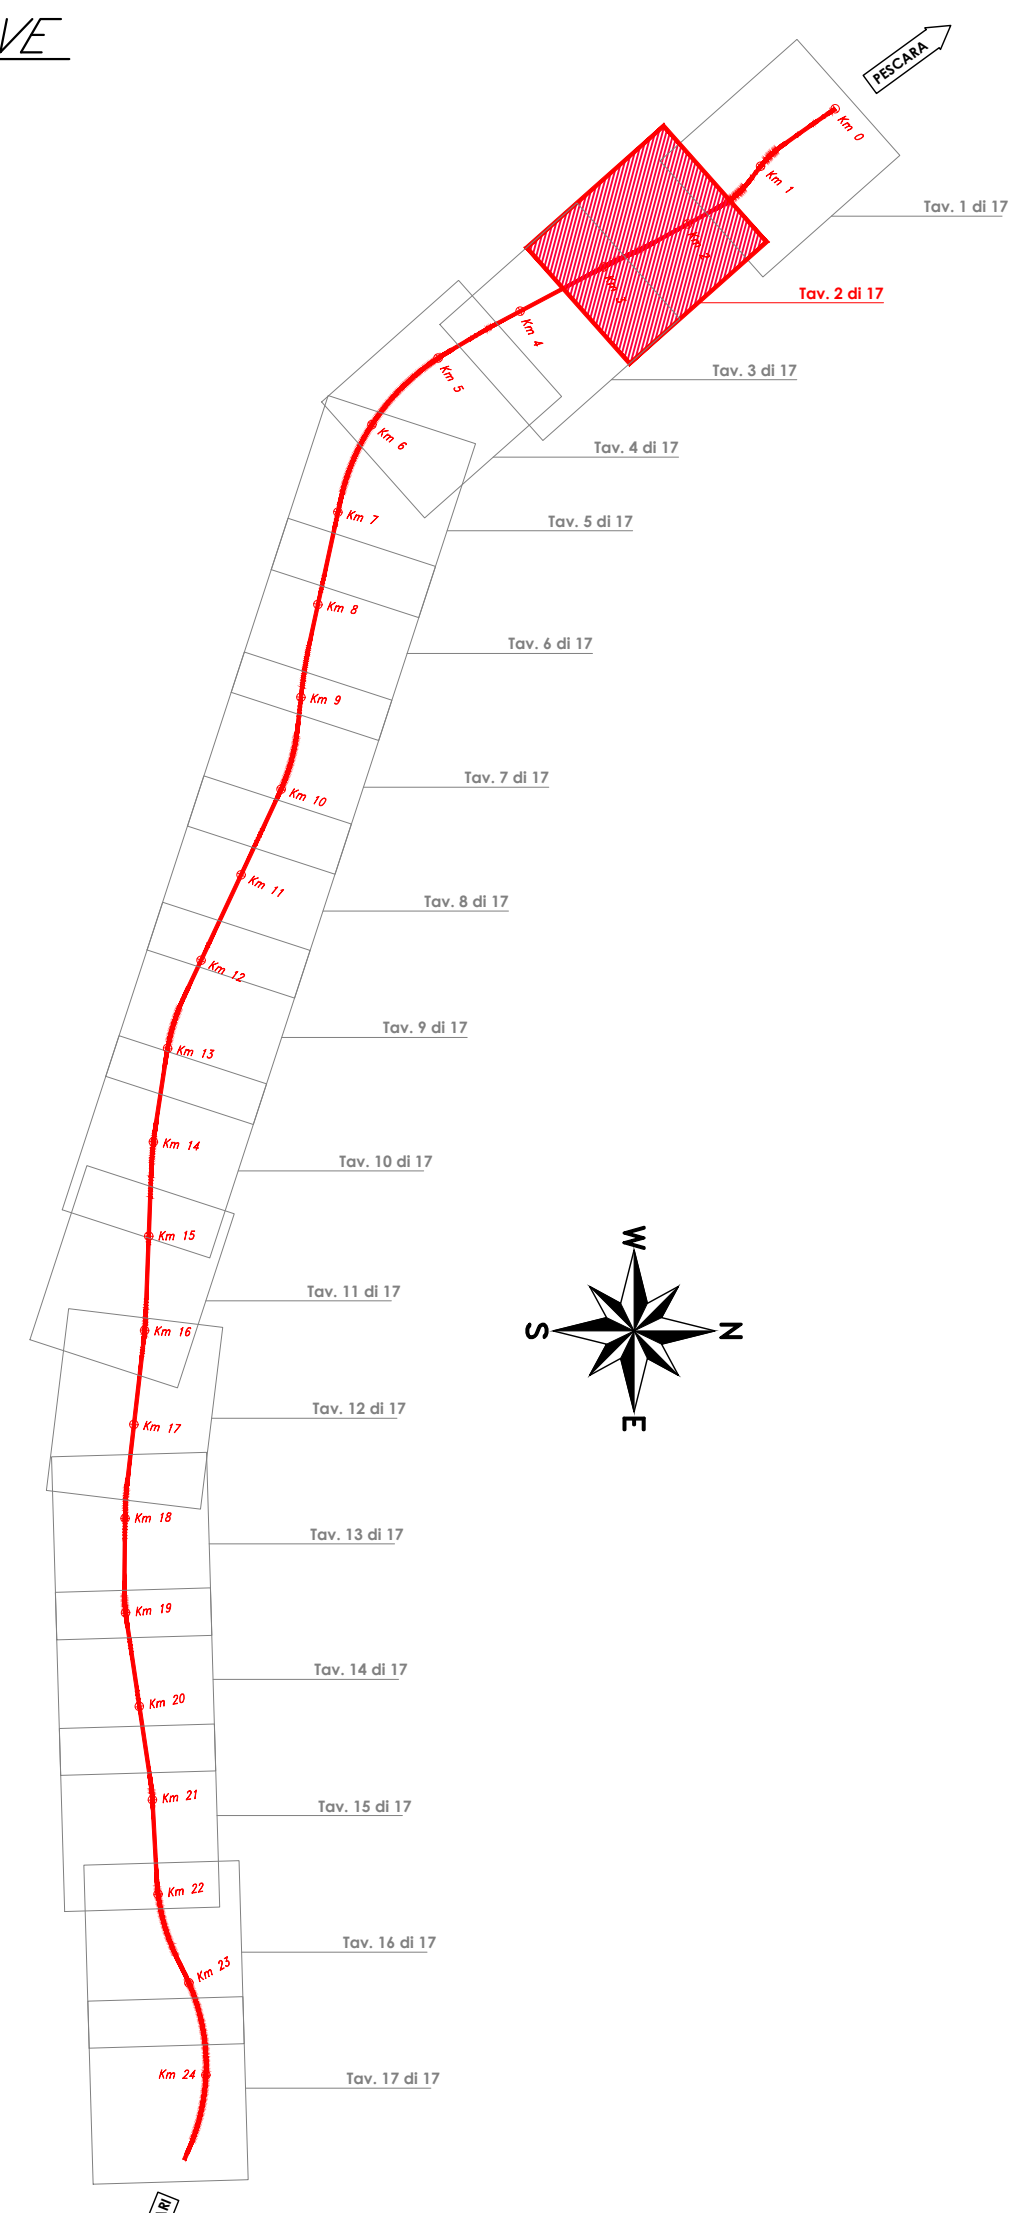 VE
PESCARA
Km 0
Km 1
Tav. 1 di 17
Km 2
Km 3
Tav. 2 di 17
Km 4
Km 5
Tav. 3 di 17
Km 6
Tav. 4 di 17
Km 7
Tav. 5 di 17
Km 8
Tav. 6 di 17
Km 9
Tav. 7 di 17
Km 10
Km 11
Tav. 8 di 17
Km 12
Tav. 9 di 17
Km 13
Km 14
Tav. 10 di 17
Km 15
W
S
N
E
Tav. 11 di 17
Km 16
Tav. 12 di 17
Km 17
Km 18
Tav. 13 di 17
Km 19
Tav. 14 di 17
Km 20
Km 21
Tav. 15 di 17
Km 22
Tav. 16 di 17
Km 23
Km 24
Tav. 17 di 17